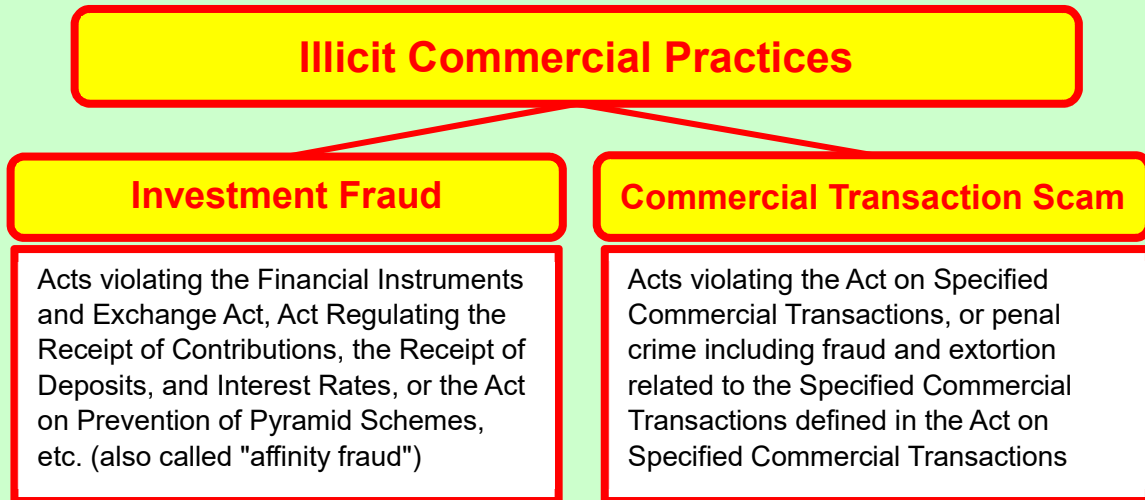 Illicit Commercial Practices
Investment Fraud
Acts violating the Financial Instruments
and Exchange Act, Act Regulating the
Receipt of Contributions, the Receipt of
Deposits, and Interest Rates, or the Act
on Prevention of Pyramid Schemes,
etc. (also called "affinity fraud")
Commercial Transaction Scam
Acts violating the Act on Specified
Commercial Transactions, or penal
crime including fraud and extortion
related to the Specified Commercial
Transactions defined in the Act on
Specified Commercial Transactions